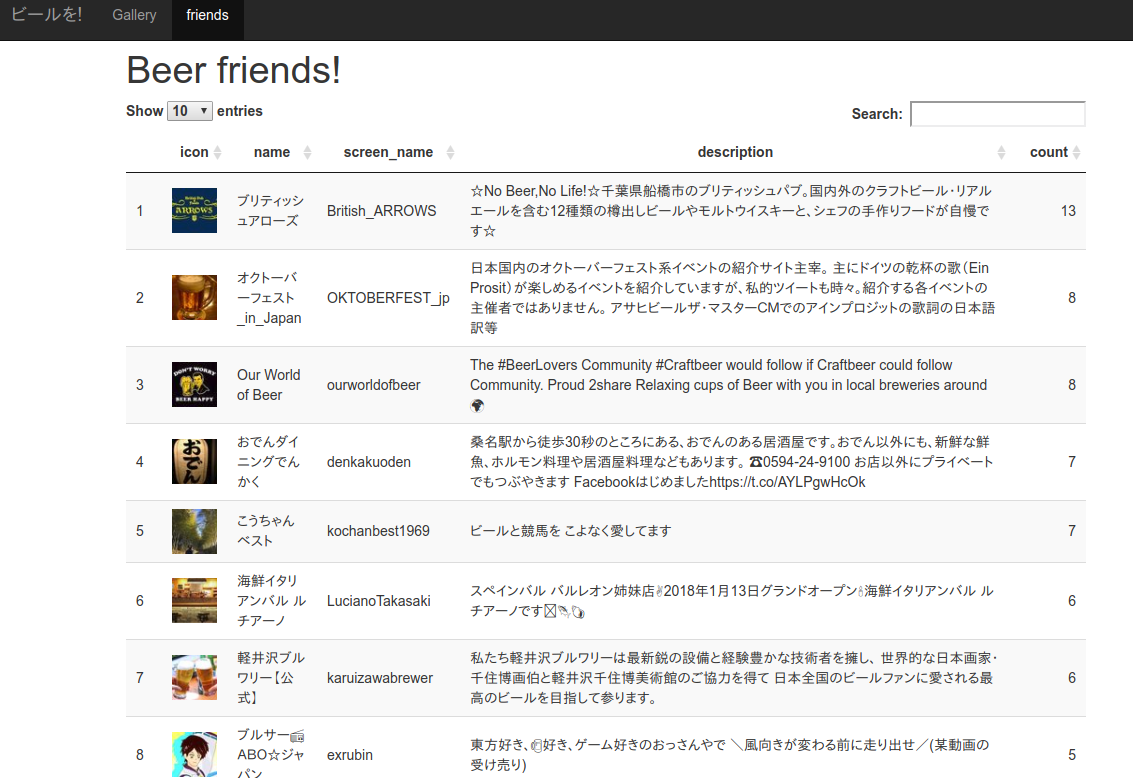 ビールを! Gallery friends
Beer friends!
Show 10 entries Search:
icon name screen_name description count
1 ARROWS ブリティッシュアローズ British_ARROWS ☆No Beer,No Life!☆千葉県船橋市のブリティッシュパブ。国内外のクラフトビール・リアル
エールを含む12種類の樽出しビールやモルトウイスキーと、シェフの手作りフードが自慢で
す☆
13
2 オクトーバーフェスト_in_Japan OKTOBERFEST_jp 日本国内のオクトーバーフェスト系イベントの紹介サイト主宰。 主にドイツの乾杯の歌(Ein
Prosit)が楽しめるイベントを紹介していますが、私的ツイートも時々。紹介する各イベントの
主催者ではありません。 アサヒビールザ・マスターCMでのアインプロジットの歌詞の日本語
訳等
8
3 DON'T WORRY BEER HAPPY Our World of Beer ourworldofbeer The #BeerLovers Community #Craftbeer would follow if Craftbeer could follow
Community. Proud 2share Relaxing cups of Beer with you in local breweries around
🌍
8
4 おでん おでんダイニングでんかく denkakuoden 桑名駅から徒歩30秒のところにある、おでんのある居酒屋です。おでん以外にも、新鮮な鮮
魚、ホルモン料理や居酒屋料理などもあります。 ☎0594-24-9100 お店以外にプライベート
でもつぶやきます Facebookはじめましたhttps://t.co/AYLPgwHcOk
7
5 こうちゃんベスト kochanbest1969 ビールと競馬を こよなく愛してます
7
6 海鮮イタリアンバル ルチアーノ LucianoTakasaki スペインバル バルレオン姉妹店✌2018年1月13日グランドオープン🕯海鮮イタリアンバル ル
チアーノです
6
7 軽井沢ブルワリー【公式】 karuizawabrewer 私たち軽井沢ブルワリーは最新鋭の設備と経験豊かな技術者を擁し、 世界的な日本画家・
千住博画伯と軽井沢千住博美術館のご協力を得て 日本全国のビールファンに愛される最
高のビールを目指して参ります。
6
8 ブルサー📻ABO☆ジャパン exrubin 東方好き、好き、ゲーム好きのおっさんやで ＼風向きが変わる前に走り出せ／(某動画の
受け売り)
5